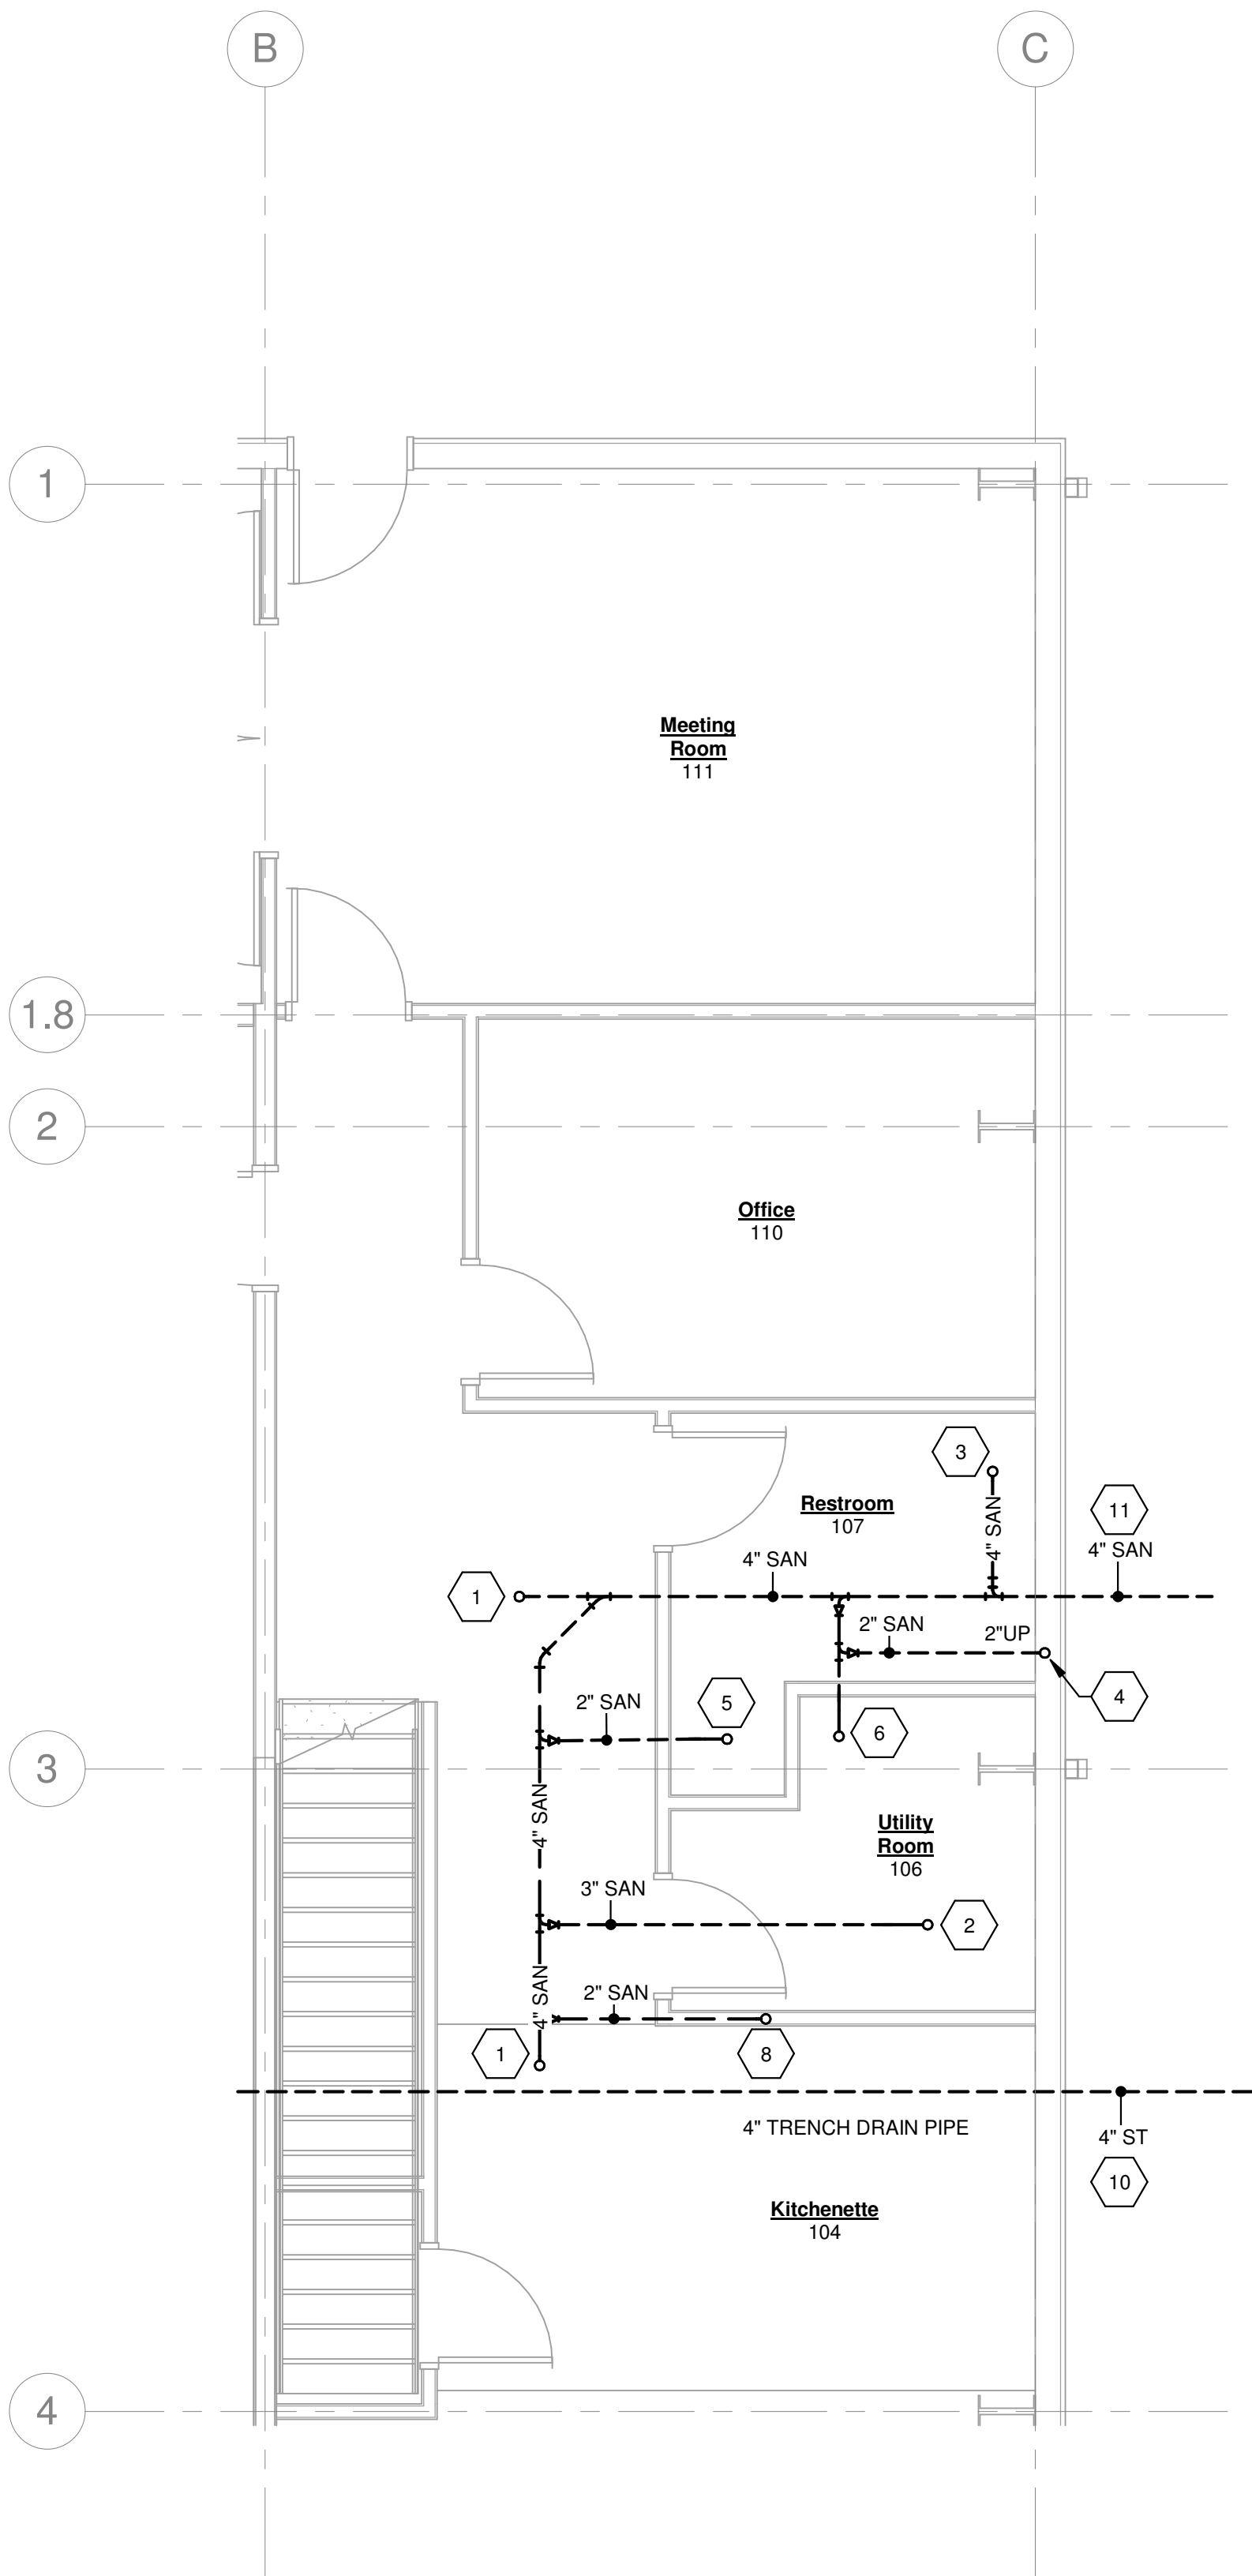 B
C
1
Meeting
Room
111
1.8
2
Office
110
3
Restroom
107
11
4" SAN
4" SAN
4" SAN
1
2" SAN
2"UP
4
5
2" SAN
6
3
4" SAN
Utility
Room
106
3" SAN
2
4" SAN
2" SAN
1
8
4" TRENCH DRAIN PIPE
4" ST
10
Kitchenette
104
4